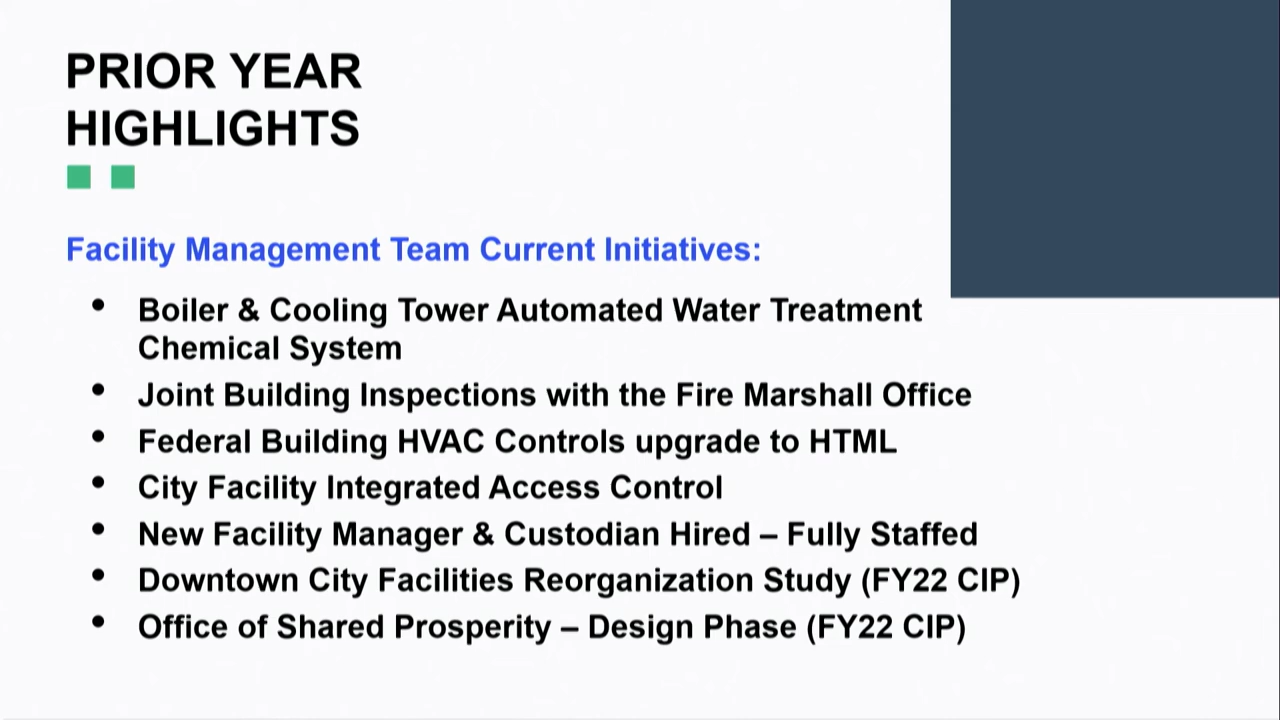 PRIOR YEAR
HIGHLIGHTS
Facility Management Team Current Initiatives:
• Boiler & Cooling Tower Automated Water Treatment
Chemical System
• Joint Building Inspections with the Fire Marshall Office
• Federal Building HVAC Controls upgrade to HTML
• City Facility Integrated Access Control
• New Facility Manager & Custodian Hired – Fully Staffed
• Downtown City Facilities Reorganization Study (FY22 CIP)
• Office of Shared Prosperity – Design Phase (FY22 CIP)